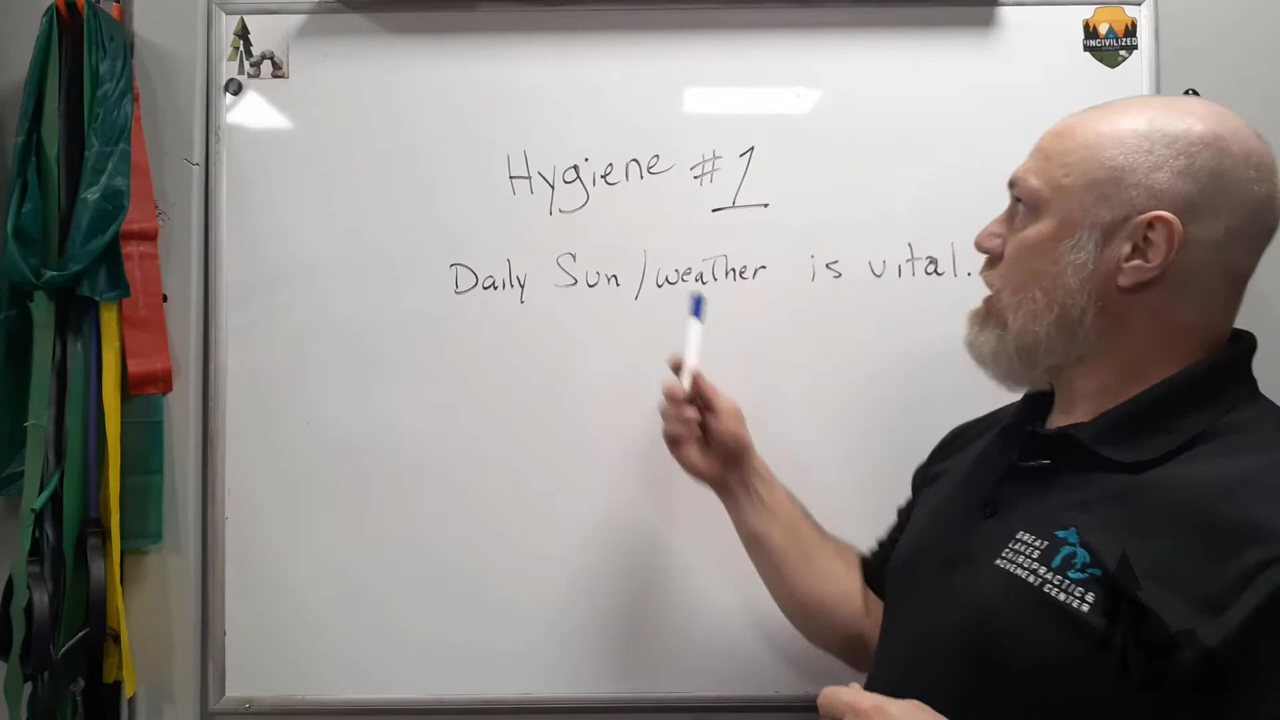 UNCIVILIZED
Hygiene #1
Daily Sun/weather is vital.
GREAT
LAKES
CHIROPRACTIC &
MOVEMENT CENTER